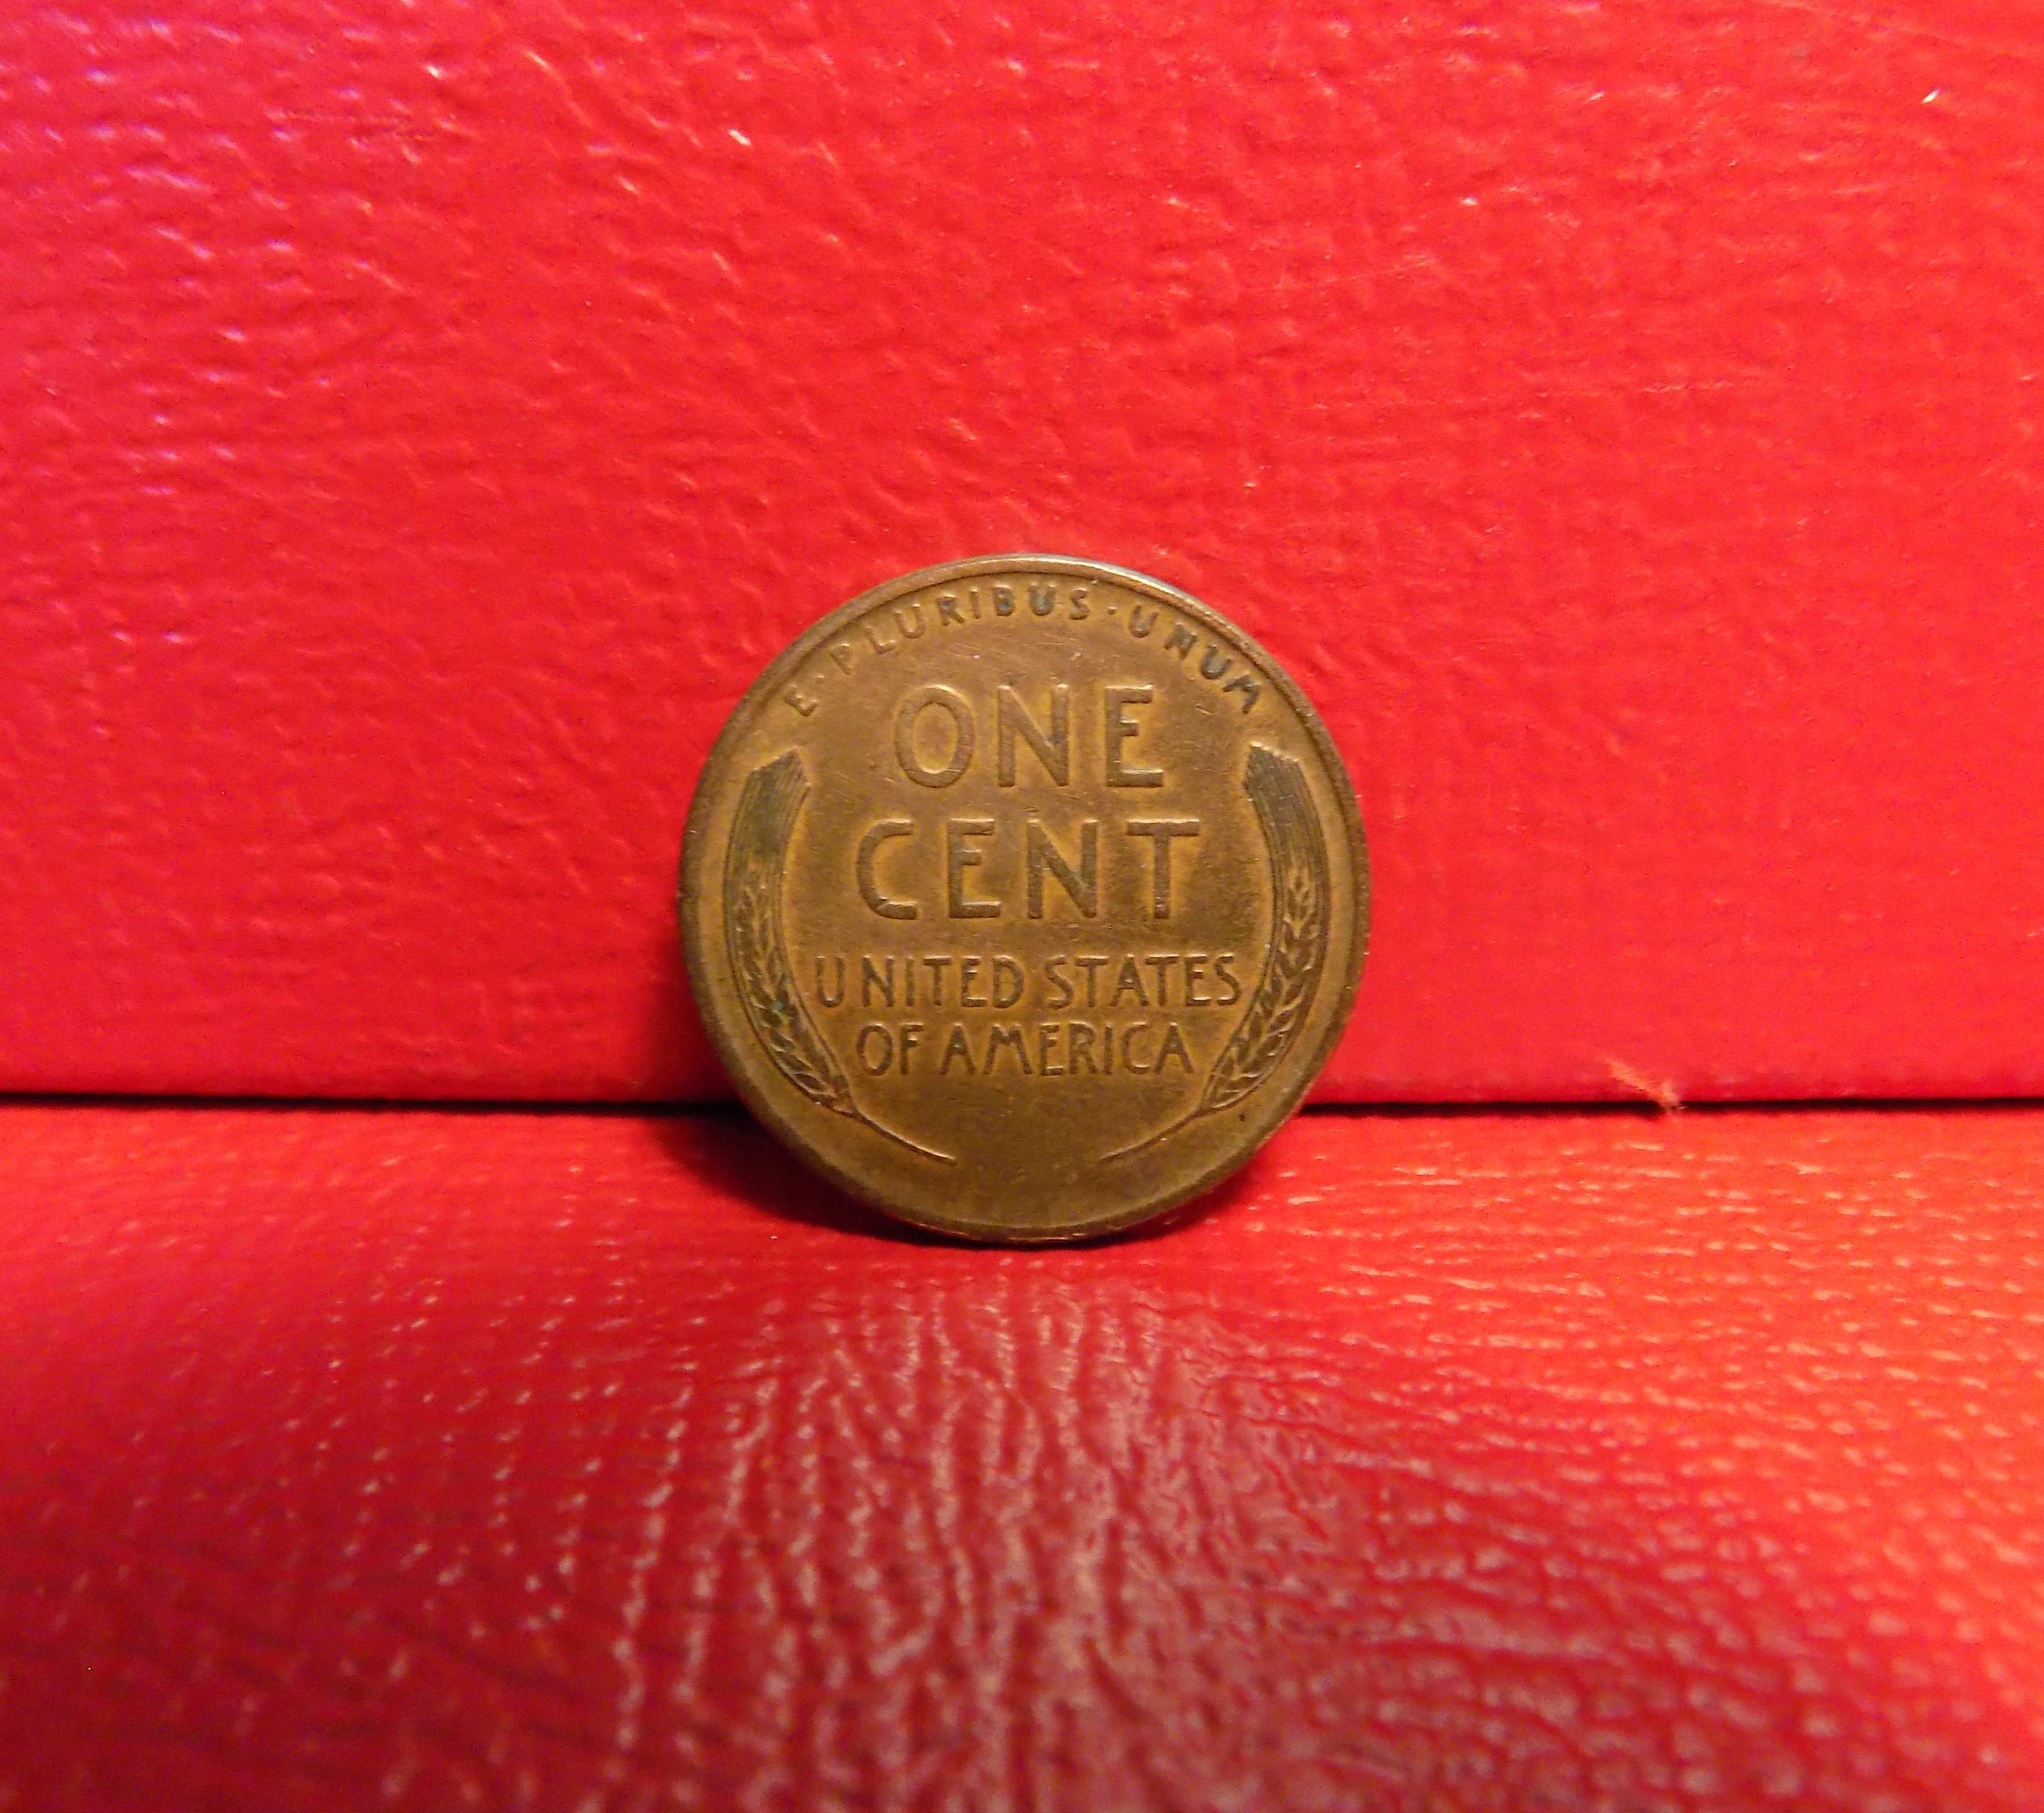 E·PLURIBUS·UNUM
ONE
CENT
UNITED STATES
OF AMERICA